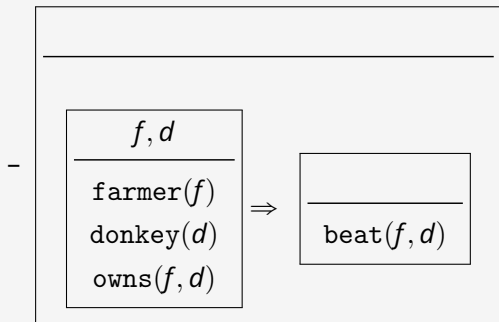 –
f, d
farmer(f)
donkey(d)
owns(f, d)
⇒
beat(f, d)